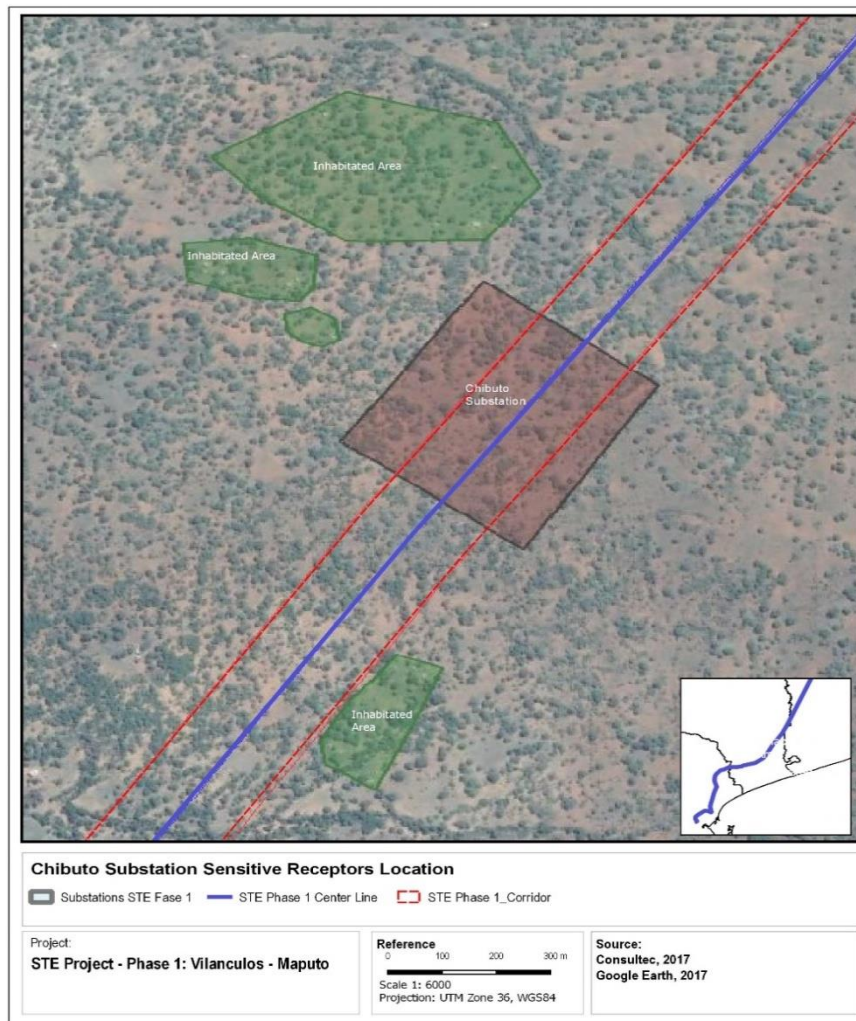 Inhabitated Area
Inhabitated Area
Chibuto
Substation
Inhabitated
Area
Chibuto Substation Sensitive Receptors Location
Substations STE Fase 1
STE Phase 1 Center Line
STE Phase 1_Corridor
Project:
STE Project - Phase 1: Vilanculos - Maputo
Reference
0 100 200 300 m
Scale 1: 6000
Projection: UTM Zone 36, WGS84
Source:
Consultec, 2017
Google Earth, 2017